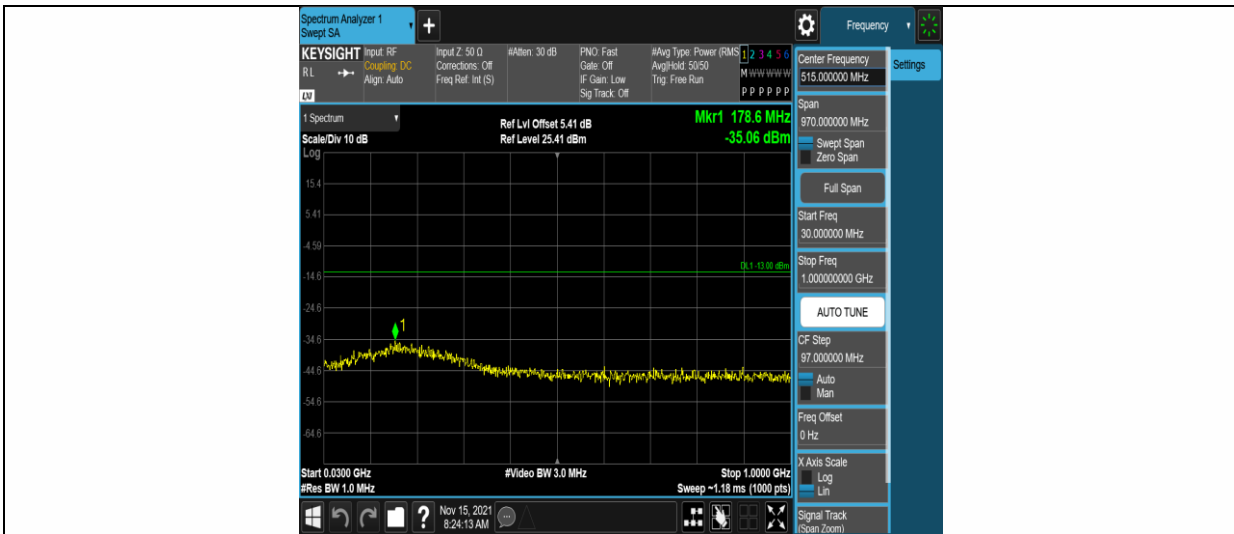 Spectrum Analyzer 1
Swept SA
+
Frequency
KEYSIGHT
RL
LXI
Input: RF
Coupling: DC
Align: Auto
Input Z: 50 Ω
Corrections: Off
Freq Ref: Int (S)
#Atten: 30 dB
PNO: Fast
Gate: Off
IF Gain: Low
Sig Track: Off
#Avg Type: Power (RMS
Avg|Hold: 50/50
Trig: Free Run
1 2 3 4 5 6
M W W W W W
P P P P P P
1 Spectrum
Scale/Div 10 dB
Log
Ref Lvl Offset 5.41 dB
Ref Level 25.41 dBm
Mkr1 178.6 MHz
-35.06 dBm
15.4
5.41
-4.59
-14.6
-24.6
-34.6
-44.6
-54.6
-64.6
DL1 -13.00 dBm
1
Start 0.0300 GHz
#Res BW 1.0 MHz
#Video BW 3.0 MHz
Stop 1.0000 GHz
Sweep ~1.18 ms (1000 pts)
?
Nov 15, 2021
8:24:13 AM
Center Frequency
515.000000 MHz
Settings
Span
970.000000 MHz
Swept Span
Zero Span
Full Span
Start Freq
30.000000 MHz
Stop Freq
1.000000000 GHz
AUTO TUNE
CF Step
97.000000 MHz
Auto
Man
Freq Offset
0 Hz
X Axis Scale
Log
Lin
Signal Track
(Span Zoom)